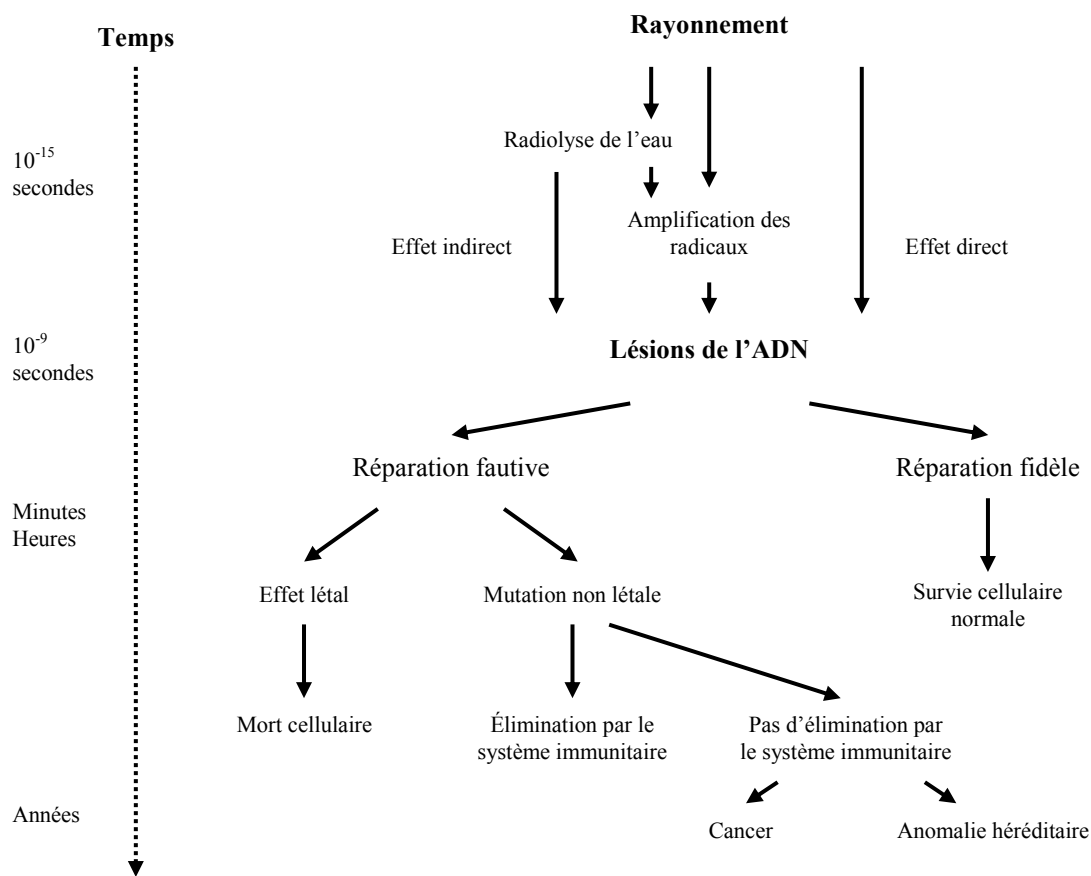 Temps
Rayonnement
Radiolyse de l’eau
10-15
secondes
Amplification des
radicaux
Effet indirect
Effet direct
10-9
secondes
Lésions de l’ADN
Réparation fautive
Réparation fidèle
Minutes
Heures
Effet létal
Mutation non létale
Survie cellulaire
normale
Mort cellulaire
Élimination par le
système immunitaire
Pas d’élimination par
le système immunitaire
Années
Cancer
Anomalie héréditaire